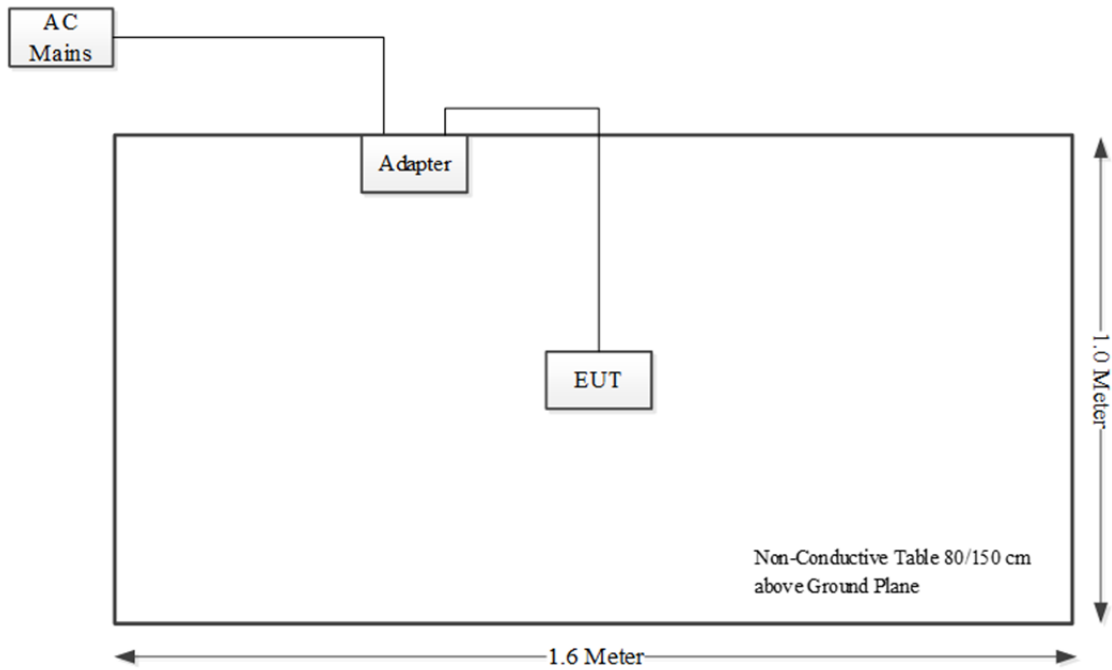 AC
Mains
Adapter
EUT
1.0 Meter
Non-Conductive Table 80/150 cm
above Ground Plane
1.6 Meter